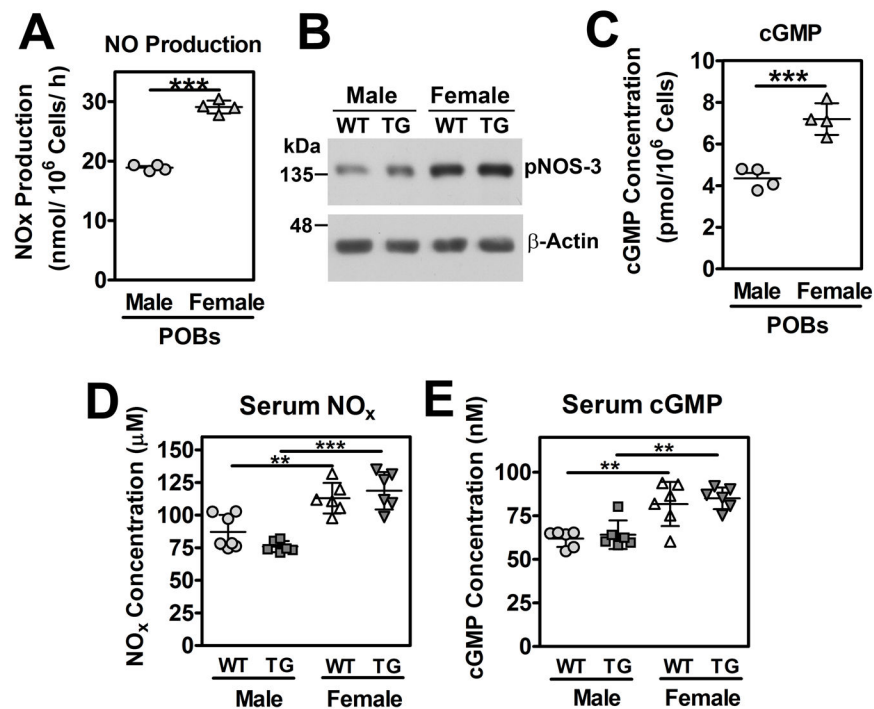 A
NO Production
NOx Production
(nmol/ 10⁶ Cells/ h)
30
20
10
0
***
Male Female
POBs
B
Male Female
WT TG WT TG
kDa
135
pNOS-3
48
β-Actin
C
cGMP
cGMP Concentration
(pmol/10⁶ Cells)
10
8
6
4
2
0
***
Male Female
POBs
D
Serum NOₓ
NOₓ Concentration (µM)
150
125
100
75
50
25
0
***
**
WT TG WT TG
Male Female
E
Serum cGMP
cGMP Concentration (nM)
100
75
50
25
0
**
**
WT TG WT TG
Male Female